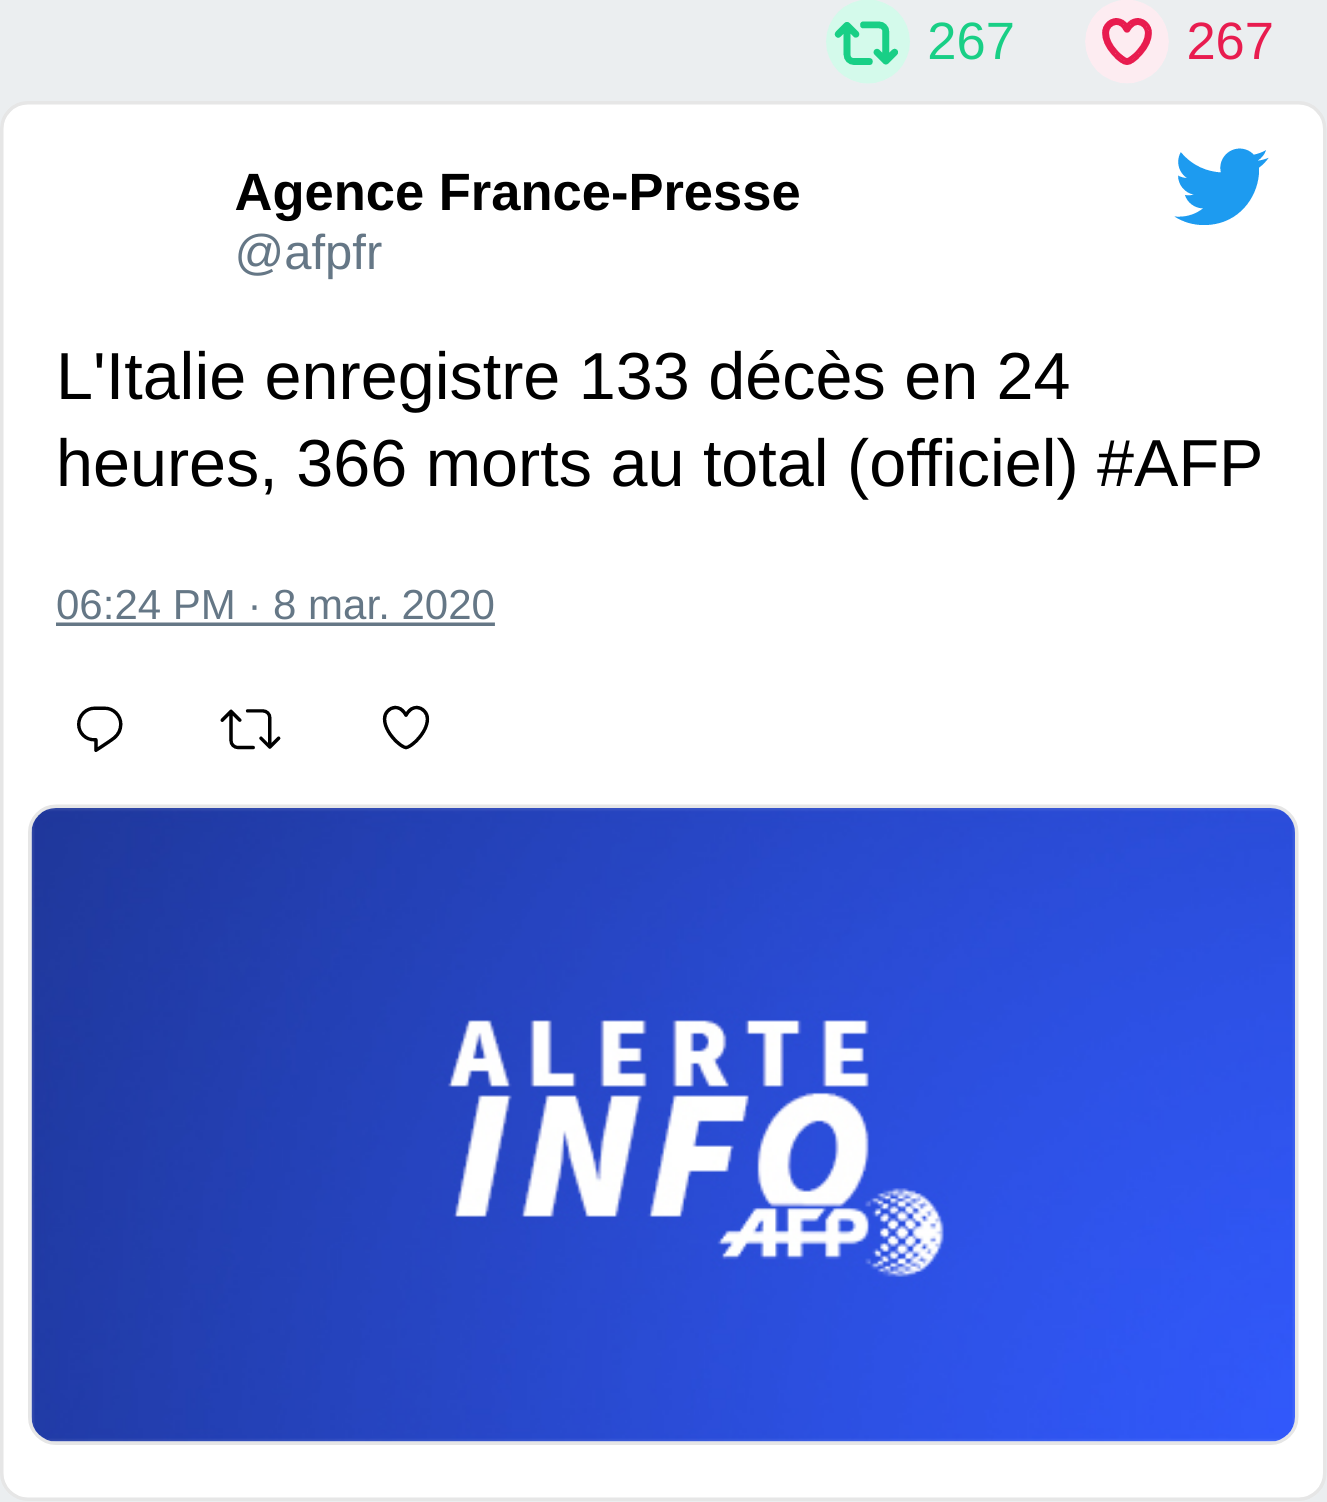 267 267
Agence France-Presse
@afpfr
L'Italie enregistre 133 décès en 24
heures, 366 morts au total (officiel) #AFP
06:24 PM · 8 mar. 2020
ALERTE
INFO
AFP